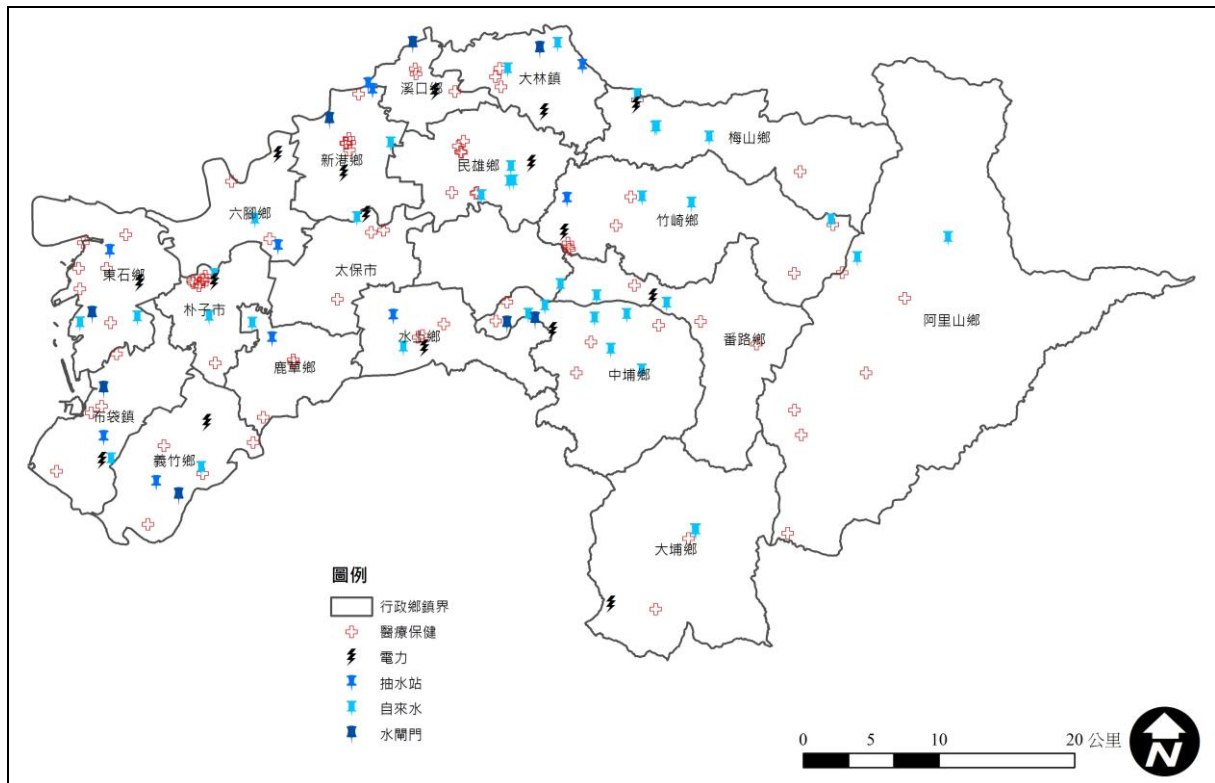 溪口鄉
大林鎮
梅山鄉
新港鄉
民雄鄉
六腳鄉
竹崎鄉
東石鄉
太保市
朴子市
阿里山鄉
水上鄉
番路鄉
鹿草鄉
中埔鄉
布袋鎮
義竹鄉
大埔鄉
圖例
行政鄉鎮界
醫療保健
電力
抽水站
自來水
水閘門
0 5 10 20 公里
N